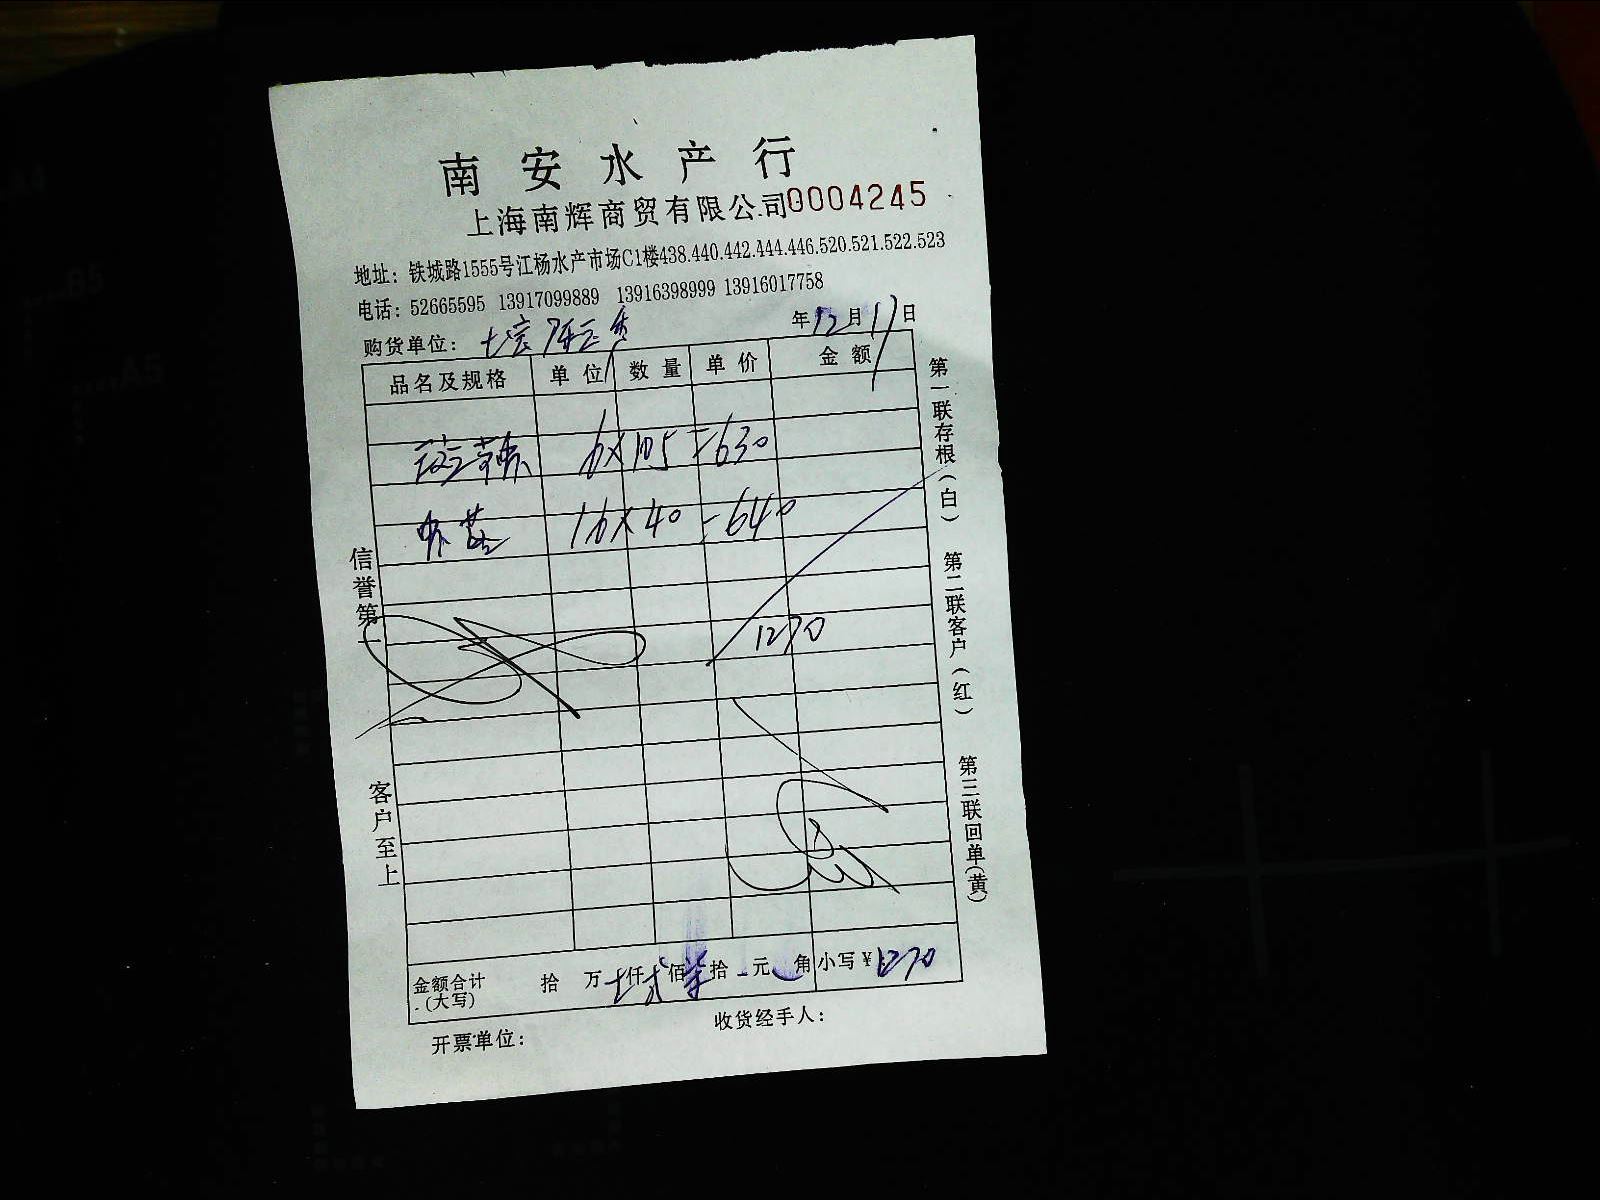 南安水产行
上海南辉商贸有限公司0004245
地址：铁城路1555号江杨水产市场C1楼438.440.442.444.446.520.521.522.523
电话：52665595 13917099889 13916398999 13916017758
购货单位：
年12月17日
品名及规格 单位 数量 单价 金额
6×105=630
16×40=640
1270
金额合计(大写) 拾 万 仟贰佰柒拾 元 角 小写¥1270
开票单位：
收货经手人：
信誉第一
客户至上
第一联存根(白)
第二联客户(红)
第三联回单(黄)